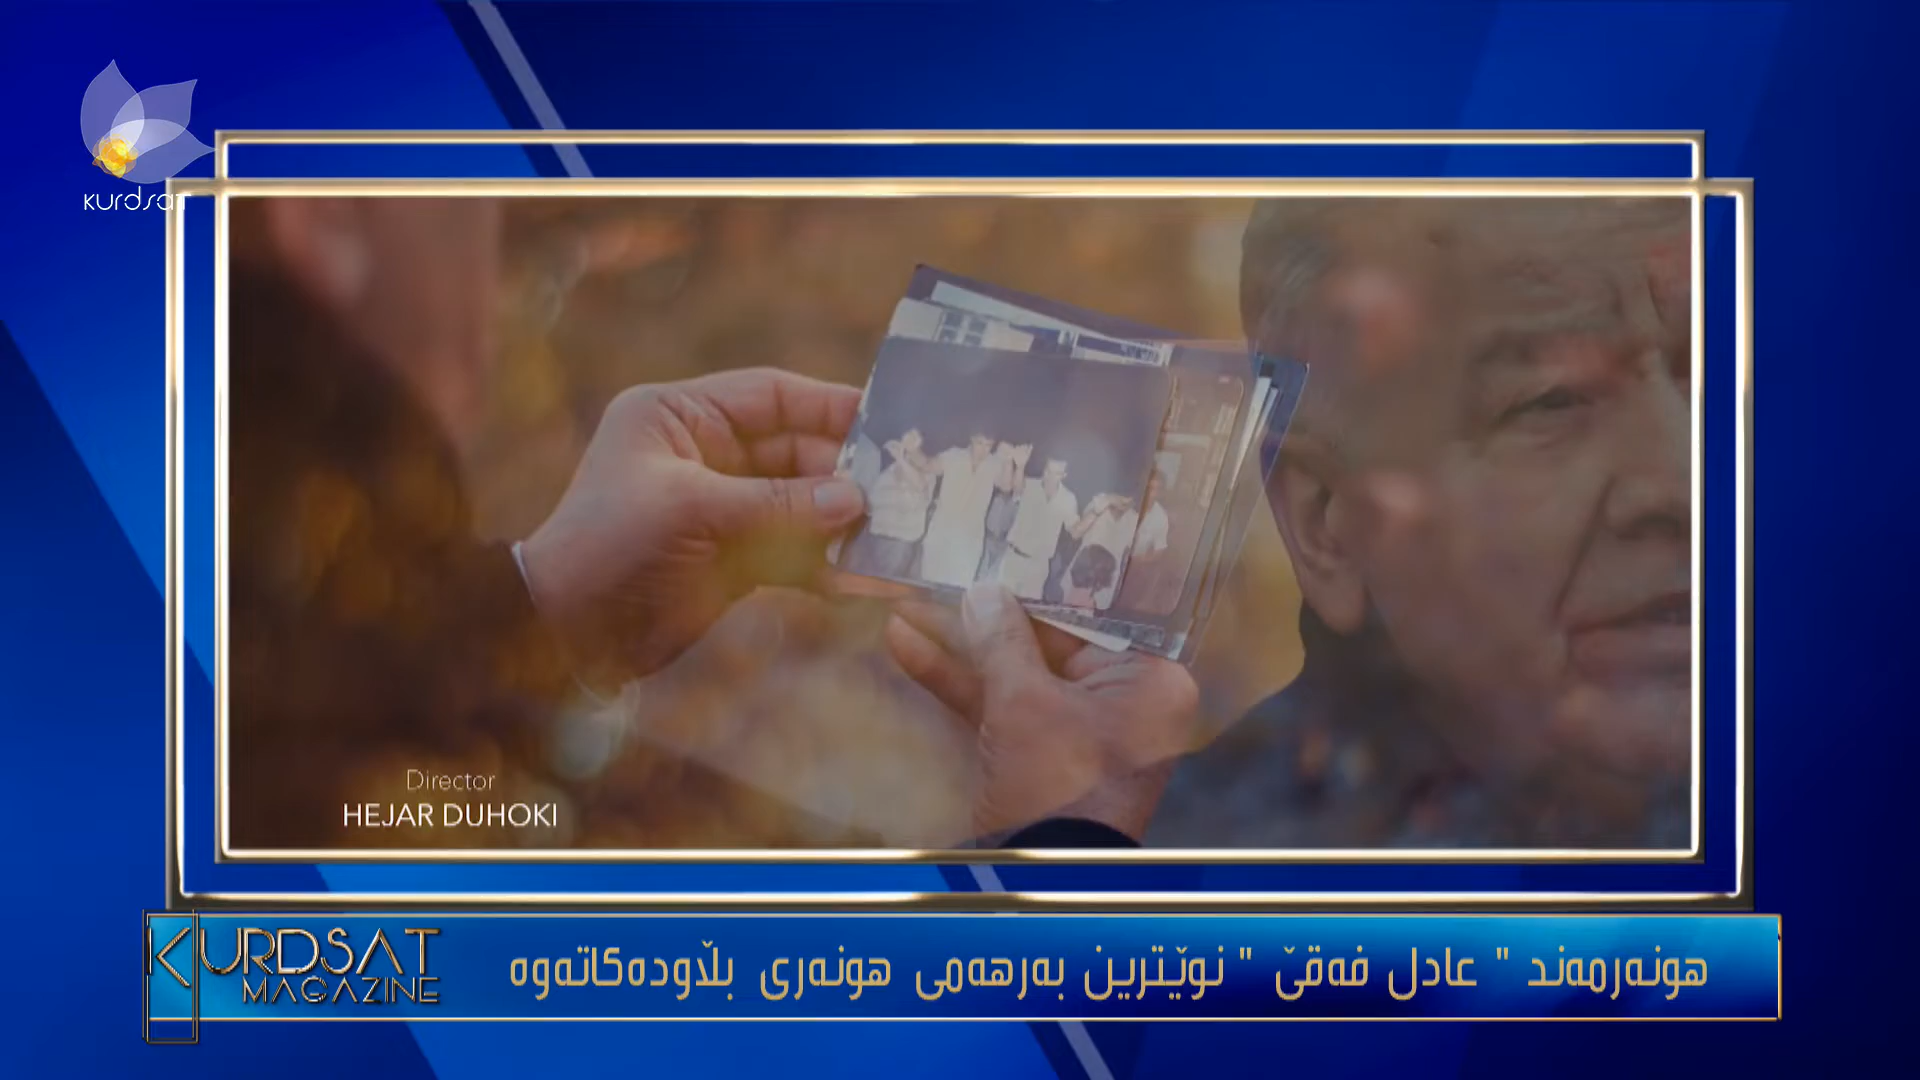 kurdsat
Director
HEJAR DUHOKI
KURDSAT
MAGAZINE
هونەرمەند " عادل فەقێ " نوێترین بەرهەمی هونەری بڵاودەکاتەوە